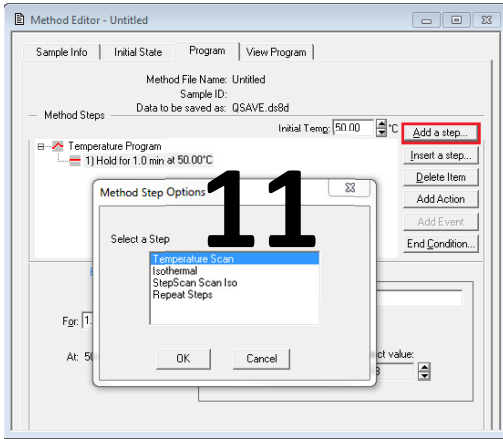 Method Editor - Untitled
Sample Info Initial State Program View Program
Method File Name: Untitled
Sample ID:
Data to be saved as: QSAVE.ds8d
Method Steps
Initial Temp: 50.00 °C
Add a step...
Temperature Program
1) Hold for 1.0 min at 50.00°C
Insert a step...
Delete Item
Add Action
Add Event
End Condition...
Method Step Options
11
Select a Step
Temperature Scan
Isothermal
StepScan Scan Iso
Repeat Steps
OK Cancel
For: 1.
At:
value: